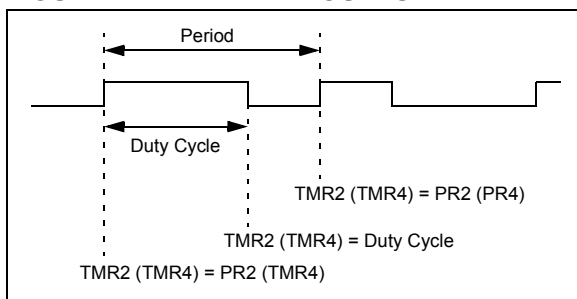 Period
Duty Cycle
TMR2 (TMR4) = PR2 (PR4)
TMR2 (TMR4) = Duty Cycle
TMR2 (TMR4) = PR2 (TMR4)